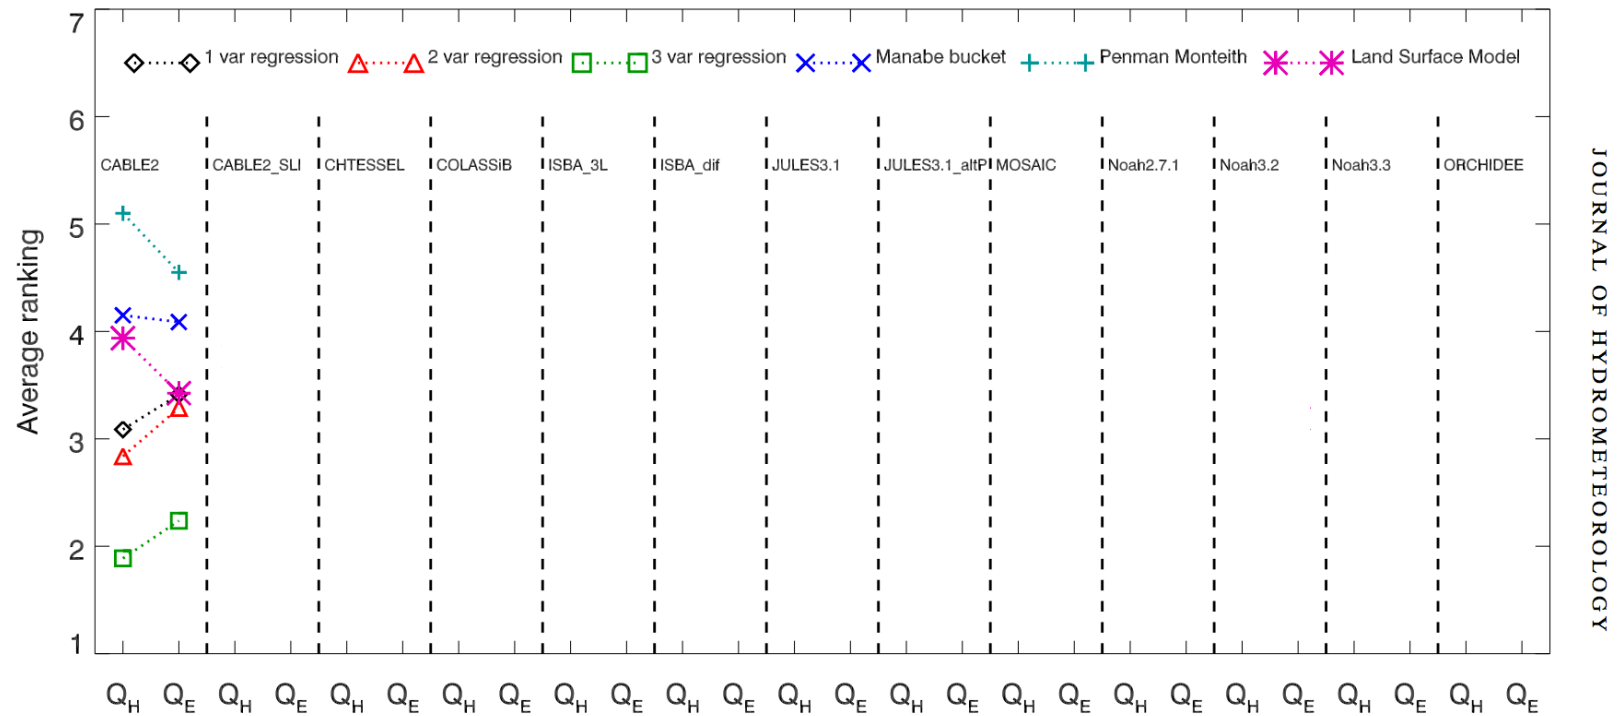 7
1 var regression 2 var regression 3 var regression Manabe bucket Penman Monteith Land Surface Model
6
CABLE2 CABLE2_SLI CHTESSEL COLASSiB ISBA_3L ISBA_dif JULES3.1 JULES3.1_altP MOSAIC Noah2.7.1 Noah3.2 Noah3.3 ORCHIDEE
5
4
3
2
1
Average ranking
QH QE QH QE QH QE QH QE QH QE QH QE QH QE QH QE QH QE QH QE QH QE QH QE QH QE
JOURNAL OF HYDROMETEOROLOGY